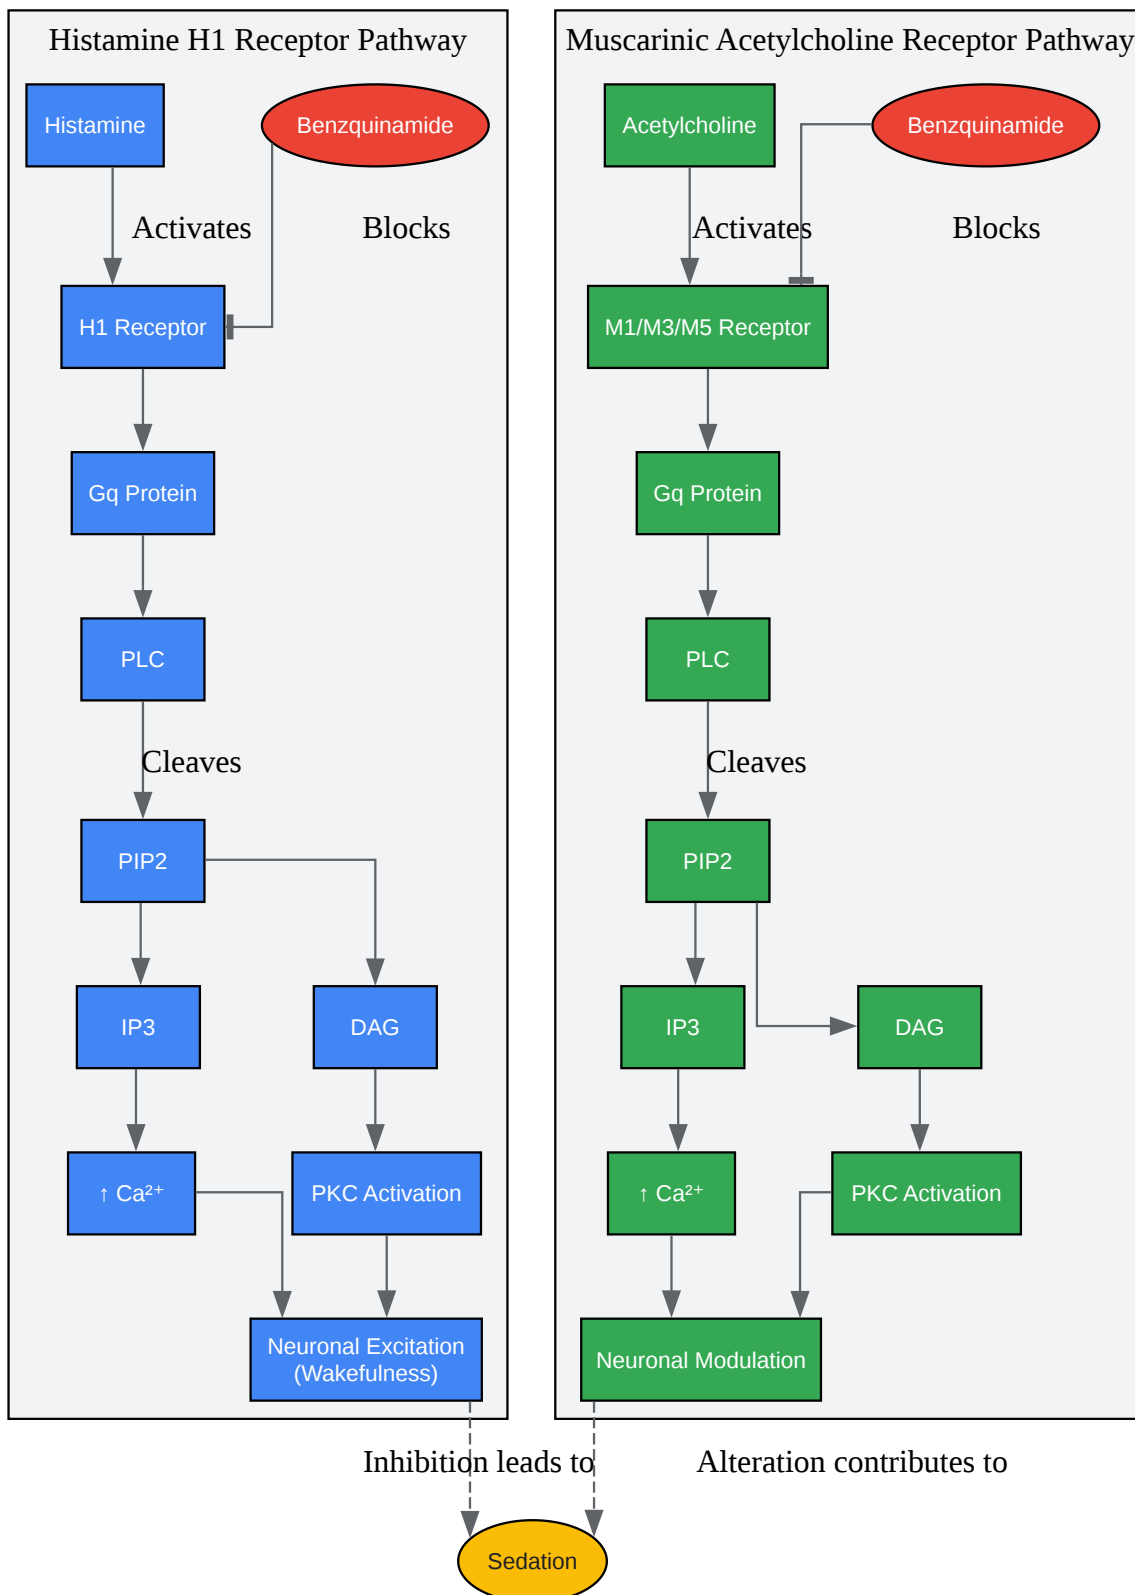 Histamine H1 Receptor Pathway
Histamine
Benzquinamide
Activates
Blocks
H1 Receptor
Gq Protein
PLC
Cleaves
PIP2
IP3
DAG
↑ Ca²⁺
PKC Activation
Neuronal Excitation
(Wakefulness)
Muscarinic Acetylcholine Receptor Pathway
Acetylcholine
Benzquinamide
Activates
Blocks
M1/M3/M5 Receptor
Gq Protein
PLC
Cleaves
PIP2
IP3
DAG
↑ Ca²⁺
PKC Activation
Neuronal Modulation
Inhibition leads to
Alteration contributes to
Sedation